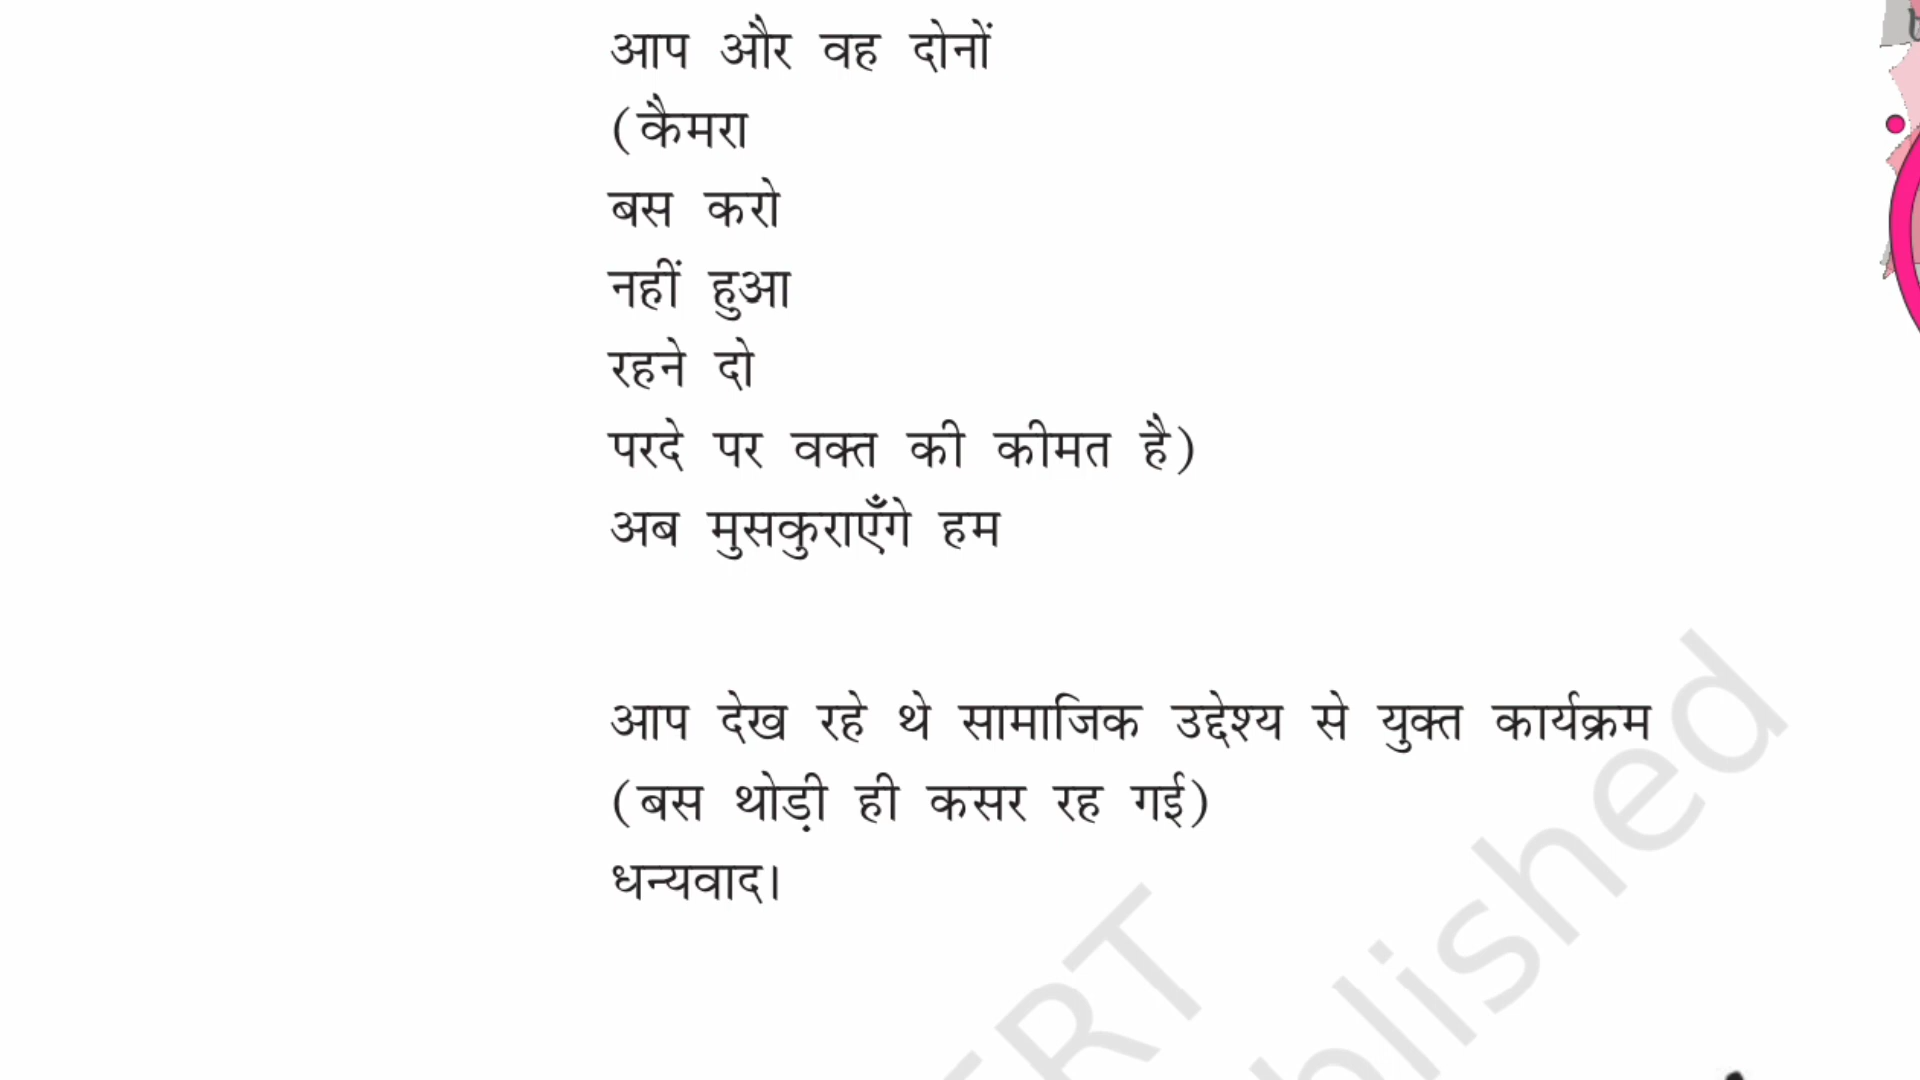 आप और वह दोनों
(कैमरा
बस करो
नहीं हुआ
रहने दो
परदे पर वक्त की कीमत है)
अब मुसकुराएँगे हम
आप देख रहे थे सामाजिक उद्देश्य से युक्त कार्यक्रम
(बस थोड़ी ही कसर रह गई)
धन्यवाद।